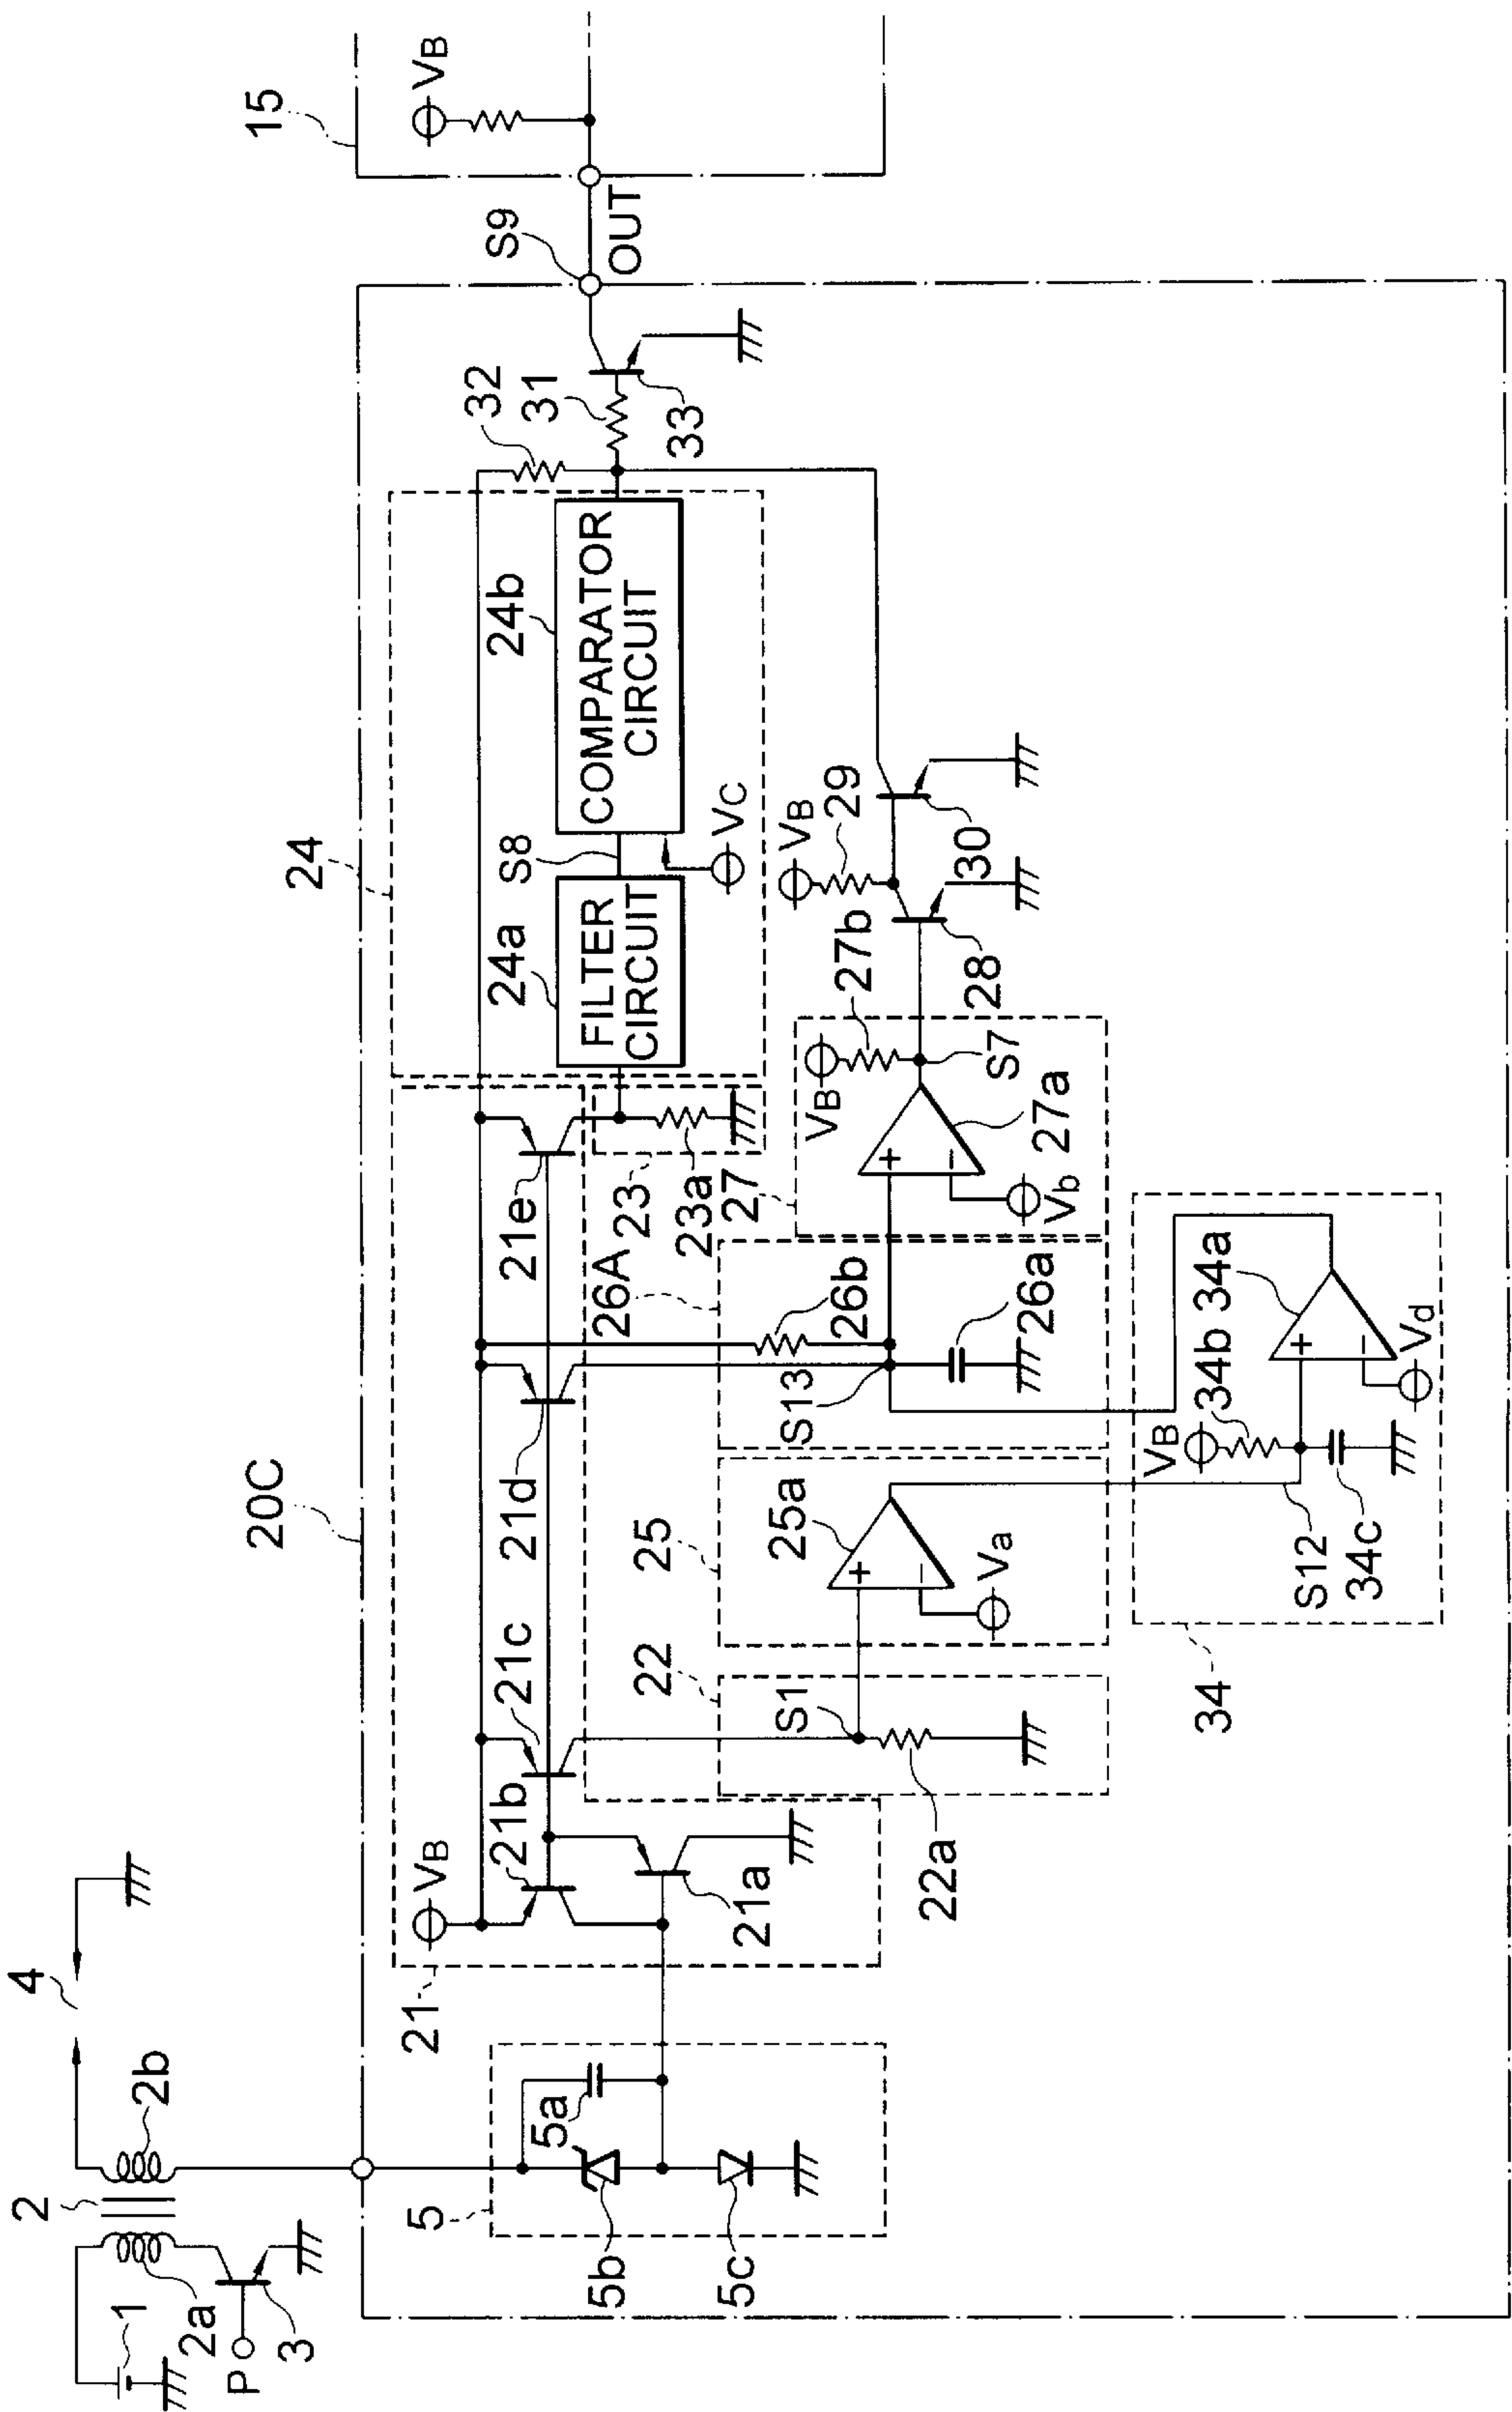 1
2
2a
2b
P
3
4
20C
15
VB
S9
OUT
5
5a
5b
5c
21
VB
21b
21c
21d
21e
21a
24
24a
FILTER
CIRCUIT
S8
24b
COMPARATOR
CIRCUIT
VC
32
31
33
23
23a
22
S1
22a
25
25a
+
−
Va
26A
26b
S13
26a
27
VB
27b
+
−
S7
27a
Vb
VB
29
28
30
34
VB
34b
34a
+
−
S12
34c
Vd